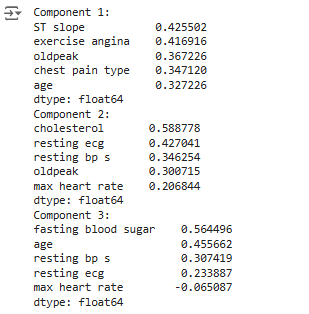 Component 1:
ST slope 0.425502
exercise angina 0.416916
oldpeak 0.367226
chest pain type 0.347120
age 0.327226
dtype: float64
Component 2:
cholesterol 0.588778
resting ecg 0.427041
resting bp s 0.346254
oldpeak 0.300715
max heart rate 0.206844
dtype: float64
Component 3:
fasting blood sugar 0.564496
age 0.455662
resting bp s 0.307419
resting ecg 0.233887
max heart rate -0.065087
dtype: float64